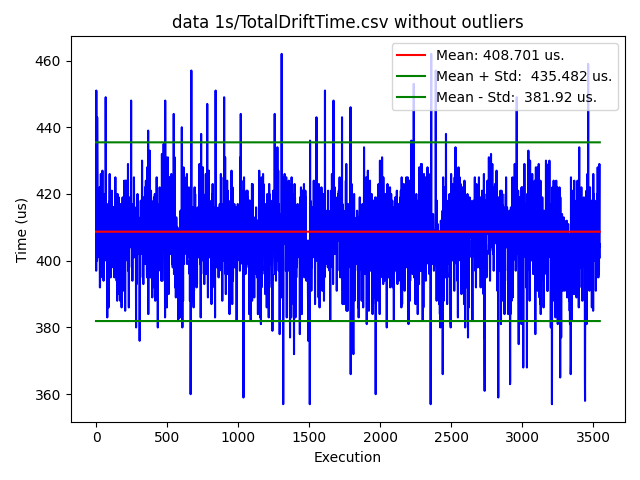 data 1s/TotalDriftTime.csv without outliers
Mean: 408.701 us.
Mean + Std:  435.482 us.
Mean - Std:  381.92 us.
Time (us)
460
440
420
400
380
360
0 500 1000 1500 2000 2500 3000 3500
Execution